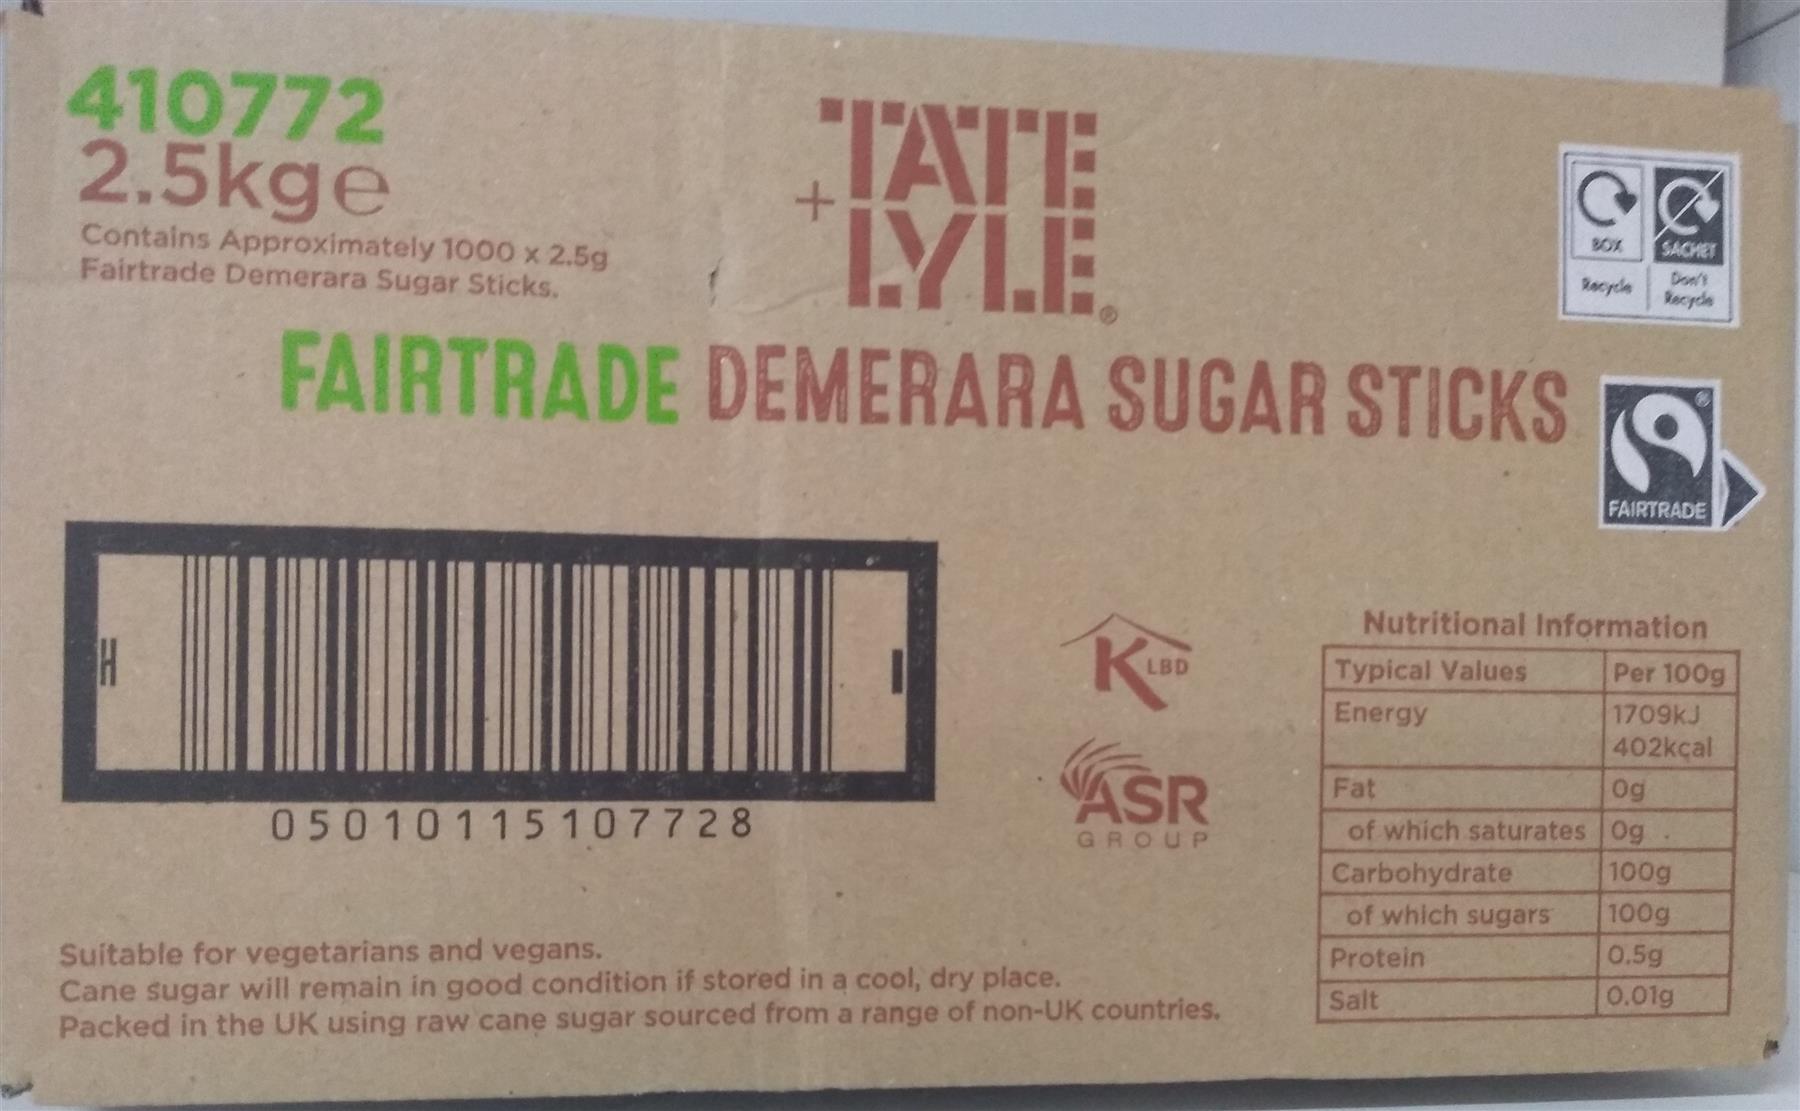 410772
2.5kg℮
Contains Approximately 1000 x 2.5g
Fairtrade Demerara Sugar Sticks.
TATE
+LYLE®
BOX
Recycle
SACHET
Don't
Recycle
FAIRTRADE DEMERARA SUGAR STICKS
®
FAIRTRADE
H
05010115107728
K LBD
ASR
GROUP
Nutritional Information
Typical Values Per 100g
Energy 1709kJ
402kcal
Fat 0g
of which saturates 0g
Carbohydrate 100g
of which sugars 100g
Protein 0.5g
Salt 0.01g
Suitable for vegetarians and vegans.
Cane sugar will remain in good condition if stored in a cool, dry place.
Packed in the UK using raw cane sugar sourced from a range of non-UK countries.